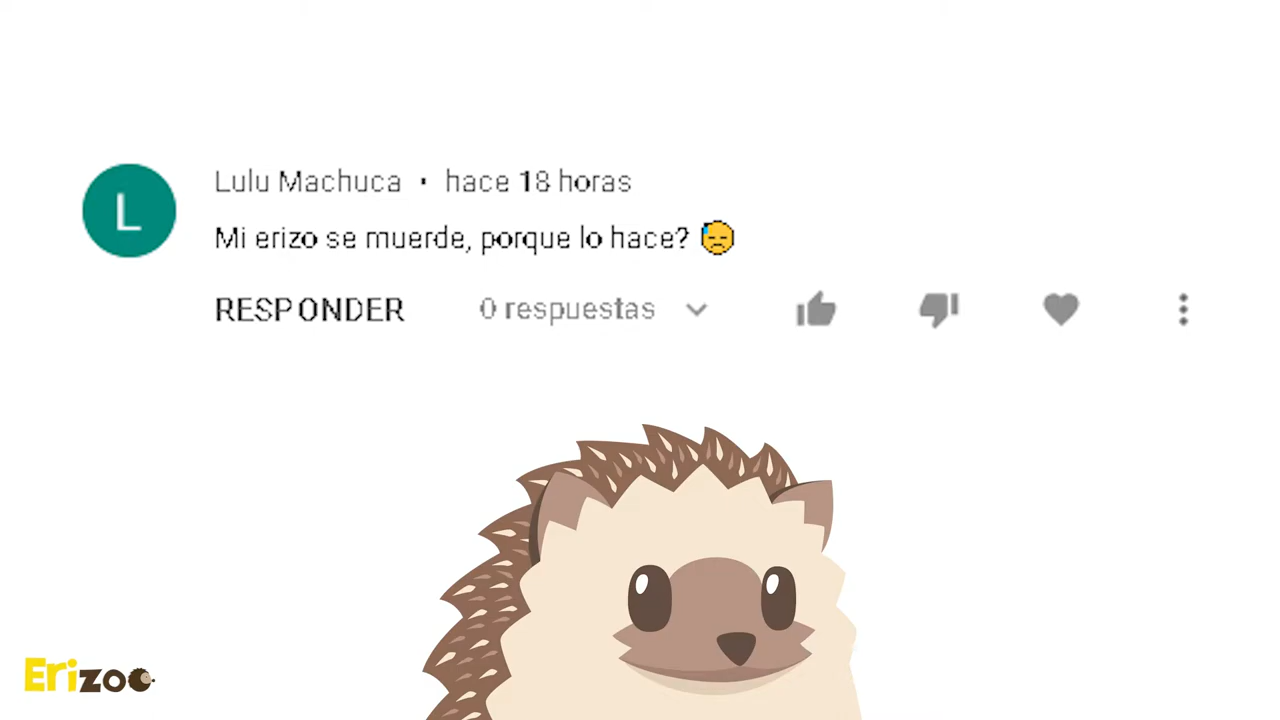 L
Lulu Machuca · hace 18 horas
Mi erizo se muerde, porque lo hace? 😓
RESPONDER 0 respuestas
Erizoo